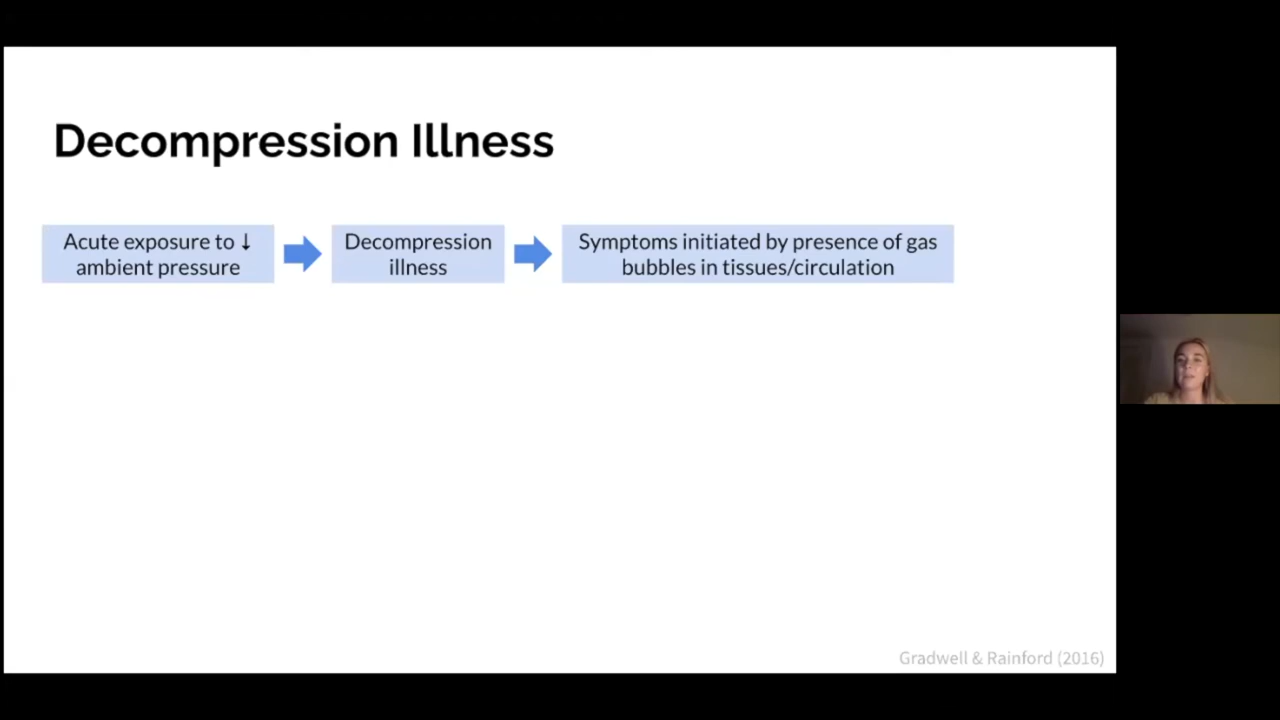 Decompression Illness
Acute exposure to ↓
ambient pressure
Decompression
illness
Symptoms initiated by presence of gas
bubbles in tissues/circulation
Gradwell & Rainford (2016)